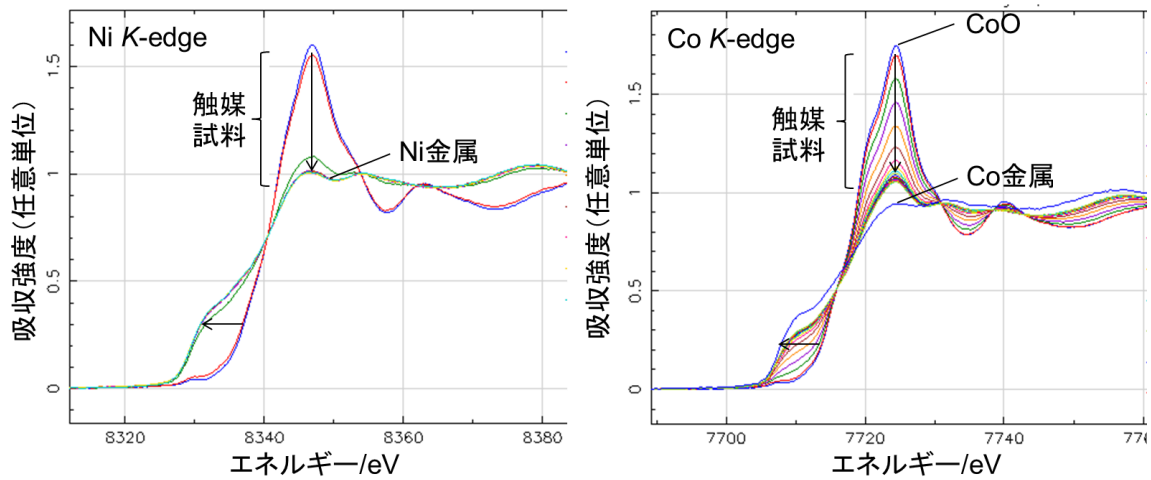 Ni K-edge
触媒
試料
Ni金属
1.5
1
0.5
0
8320
8340
8360
8380
エネルギー/eV
吸収強度(任意単位)
Co K-edge
CoO
触媒
試料
Co金属
1.5
1
0.5
0
7700
7720
7740
776
エネルギー/eV
吸収強度(任意単位)